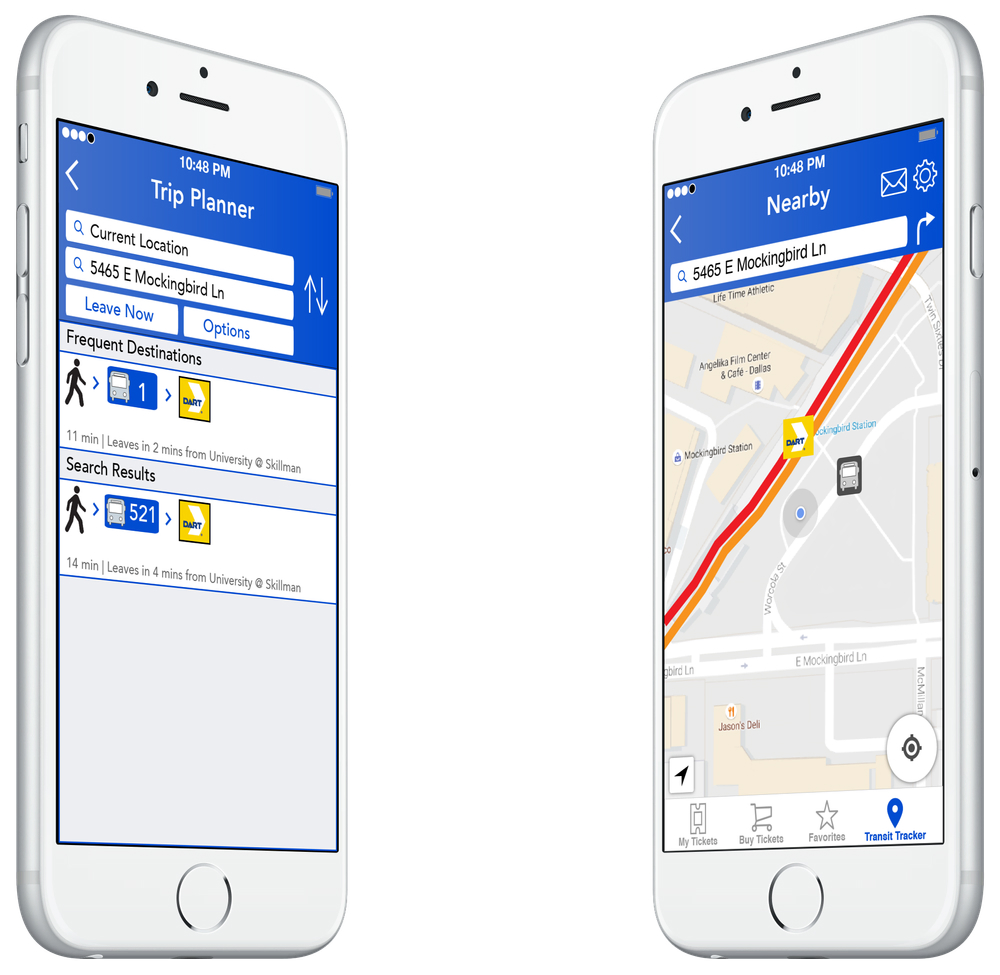 10:48 PM
Trip Planner
Current Location
5465 E Mockingbird Ln
Leave Now
Options
Frequent Destinations
1
DART
11 min | Leaves in 2 mins from University @ Skillman
Search Results
521
DART
14 min | Leaves in 4 mins from University @ Skillman
10:48 PM
Nearby
5465 E Mockingbird Ln
Life Time Athletic
Twin Sixties Dr
Angelika Film Center
& Café - Dallas
DART
ockingbird Station
Mockingbird Station
co
Worcola St
E Mockingbird Ln
gbird Ln
McMillan
Jason's Deli
My Tickets
Buy Tickets
Favorites
Transit Tracker